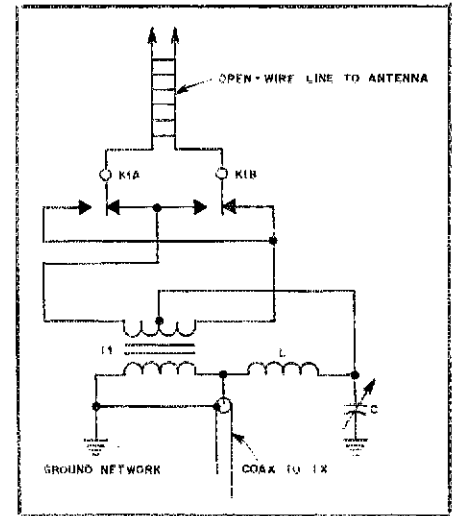 OPEN-WIRE LINE TO ANTENNA
K1A
K1B
T1
L
C
GROUND NETWORK
COAX TO TX